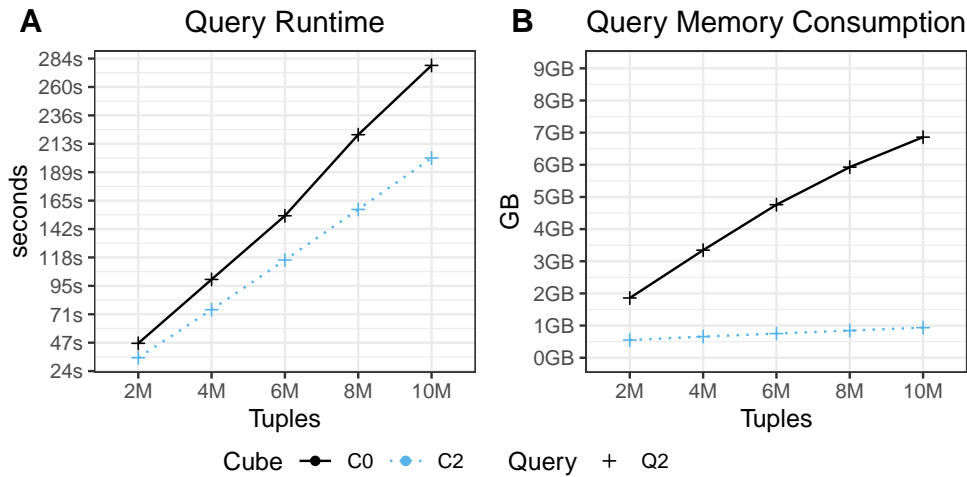 A Query Runtime
284s
260s
236s
213s
189s
165s
142s
118s
95s
71s
47s
24s
seconds
2M 4M 6M 8M 10M
Tuples
B Query Memory Consumption
9GB
8GB
7GB
6GB
5GB
4GB
3GB
2GB
1GB
0GB
GB
2M 4M 6M 8M 10M
Tuples
Cube C0 C2 Query Q2